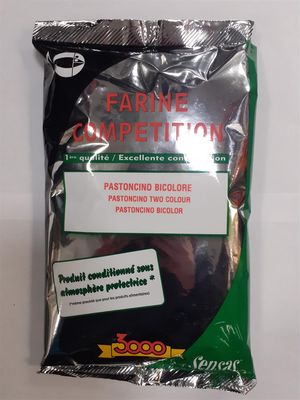 FARINE
COMPETITION
1ère qualité / Excellente conservation
PASTONCINO BICOLORE
PASTONCINO TWO COLOUR
PASTONCINO BICOLOR
Produit conditionné sous
atmosphère protectrice *
3000
Sensas